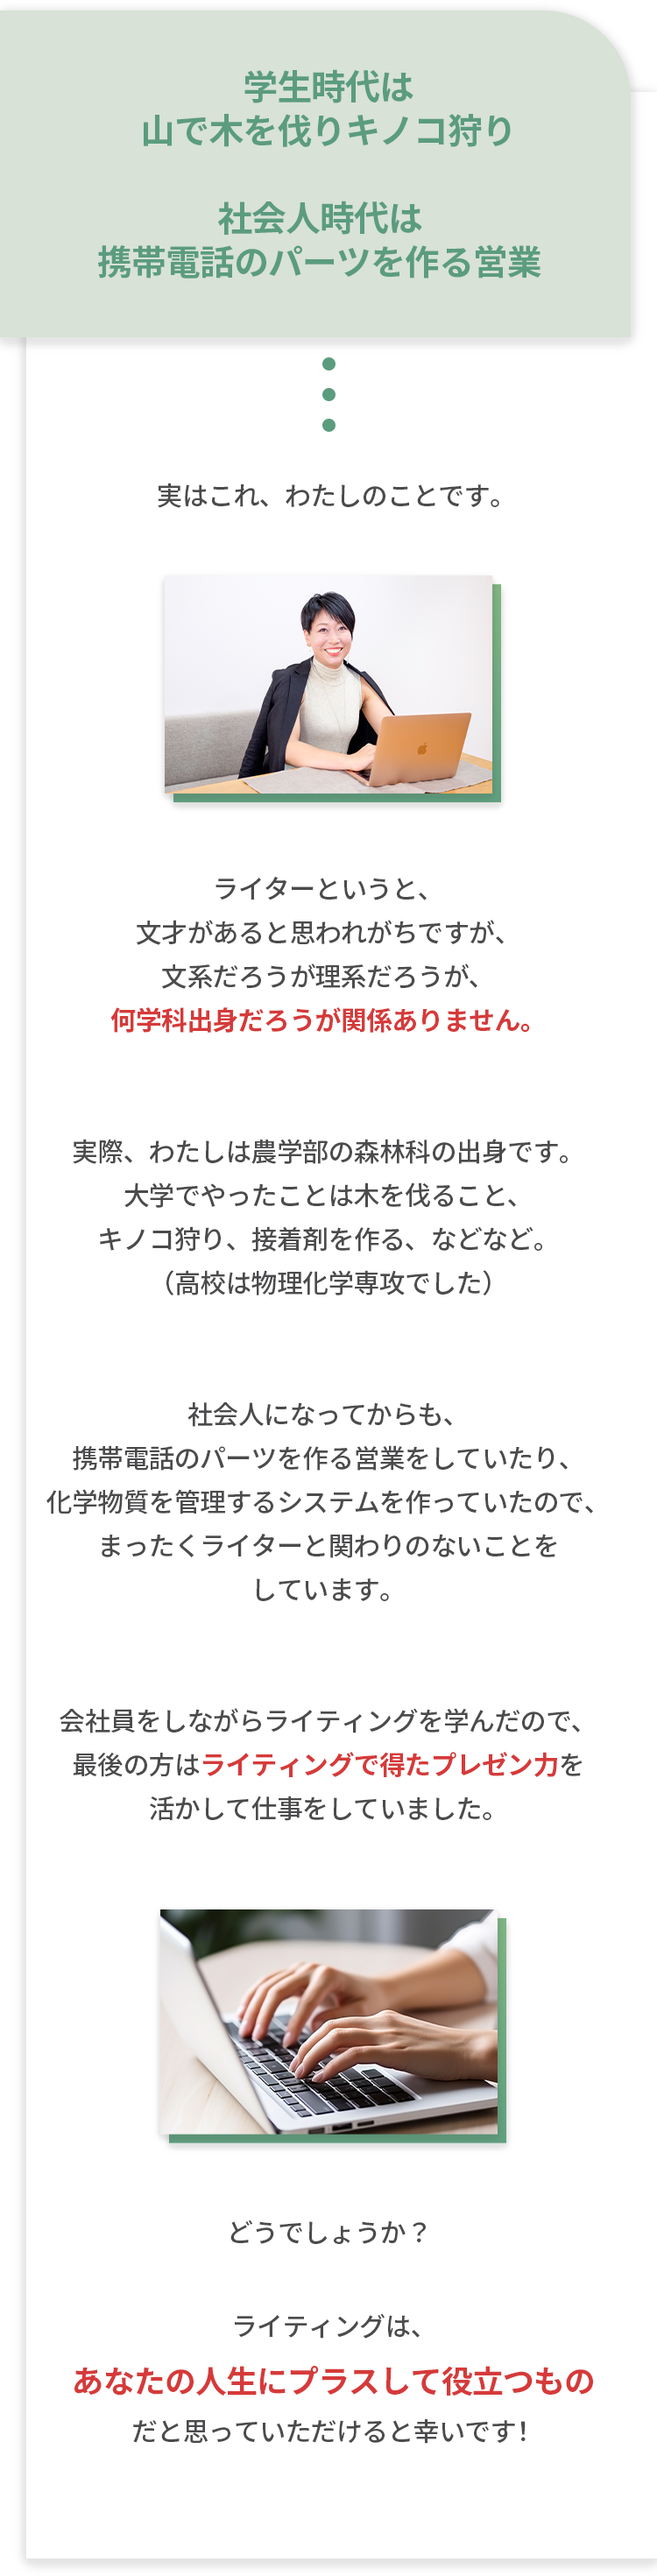 学生時代は
山で木を伐りキノコ狩り
社会人時代は
携帯電話のパーツを作る営業
実はこれ、わたしのことです。
ライターというと、
文才があると思われがちですが、
文系だろうが理系だろうが、
何学科出身だろうが関係ありません。
実際、わたしは農学部の森林科の出身です。
大学でやったことは木を伐ること、
キノコ狩り、接着剤を作る、などなど。
（高校は物理化学専攻でした）
社会人になってからも、
携帯電話のパーツを作る営業をしていたり、
化学物質を管理するシステムを作っていたので、
まったくライターと関わりのないことを
しています。
会社員をしながらライティングを学んだので、
最後の方はライティングで得たプレゼン力を
活かして仕事をしていました。
どうでしょうか？
ライティングは、
あなたの人生にプラスして役立つもの
だと思っていただけると幸いです！